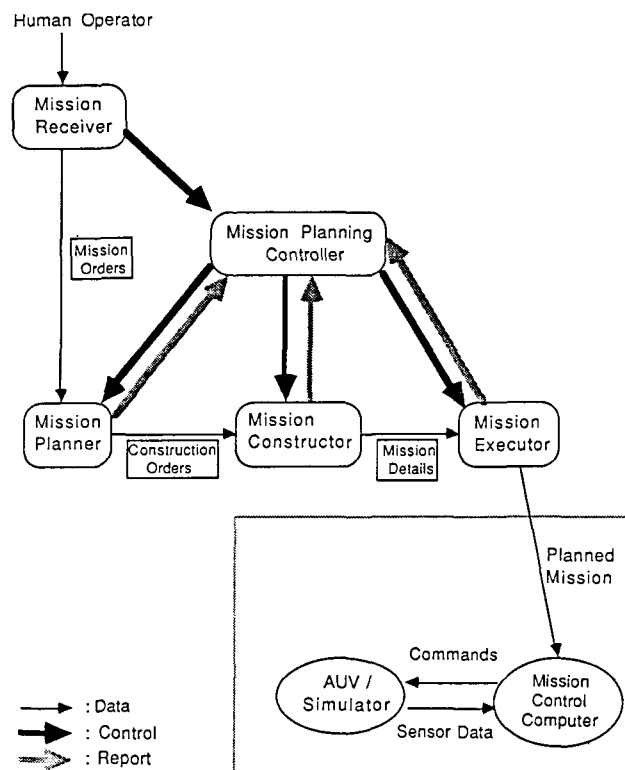 Human Operator
Mission
Receiver
Mission Planning
Controller
Mission
Orders
Mission
Planner
Construction
Orders
Mission
Constructor
Mission
Details
Mission
Executor
Planned
Mission
Commands
AUV /
Simulator
Sensor Data
Mission
Control
Computer
: Data
: Control
: Report